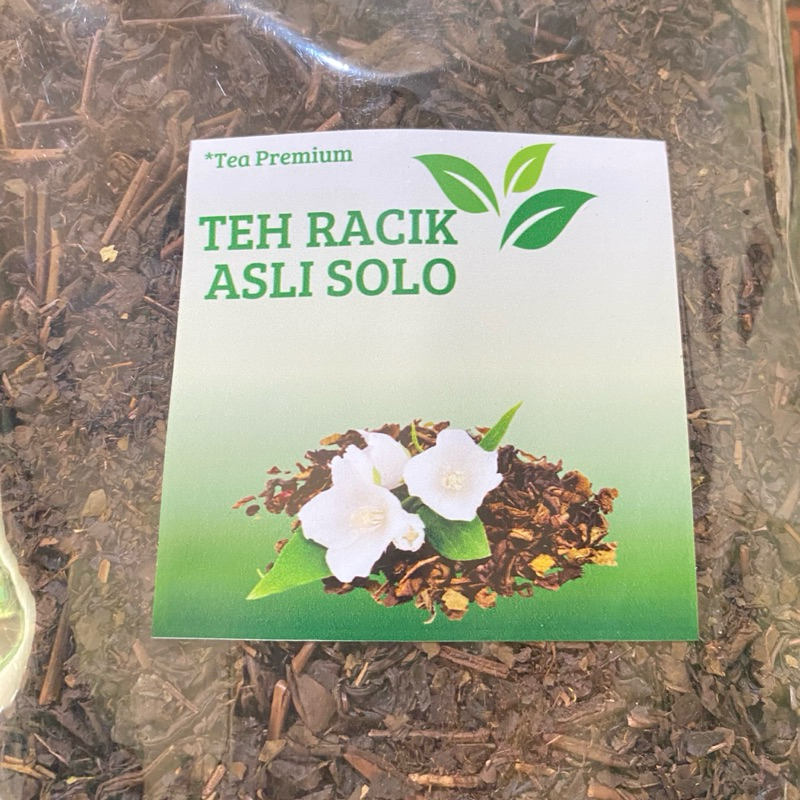 *Tea Premium
TEH RACIK
ASLI SOLO